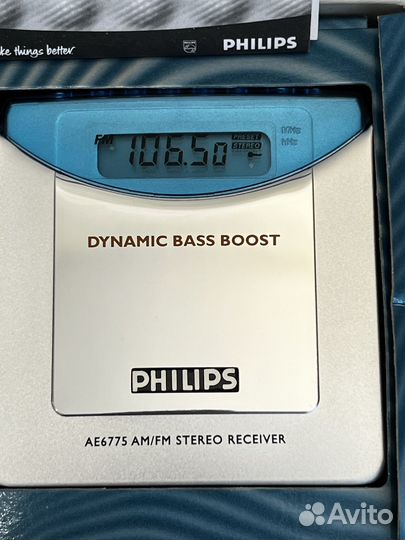 ke things better
PHILIPS
FM
106.50
PRESET
STEREO
MHz
kHz
DYNAMIC BASS BOOST
PHILIPS
AE6775 AM/FM STEREO RECEIVER
Avito